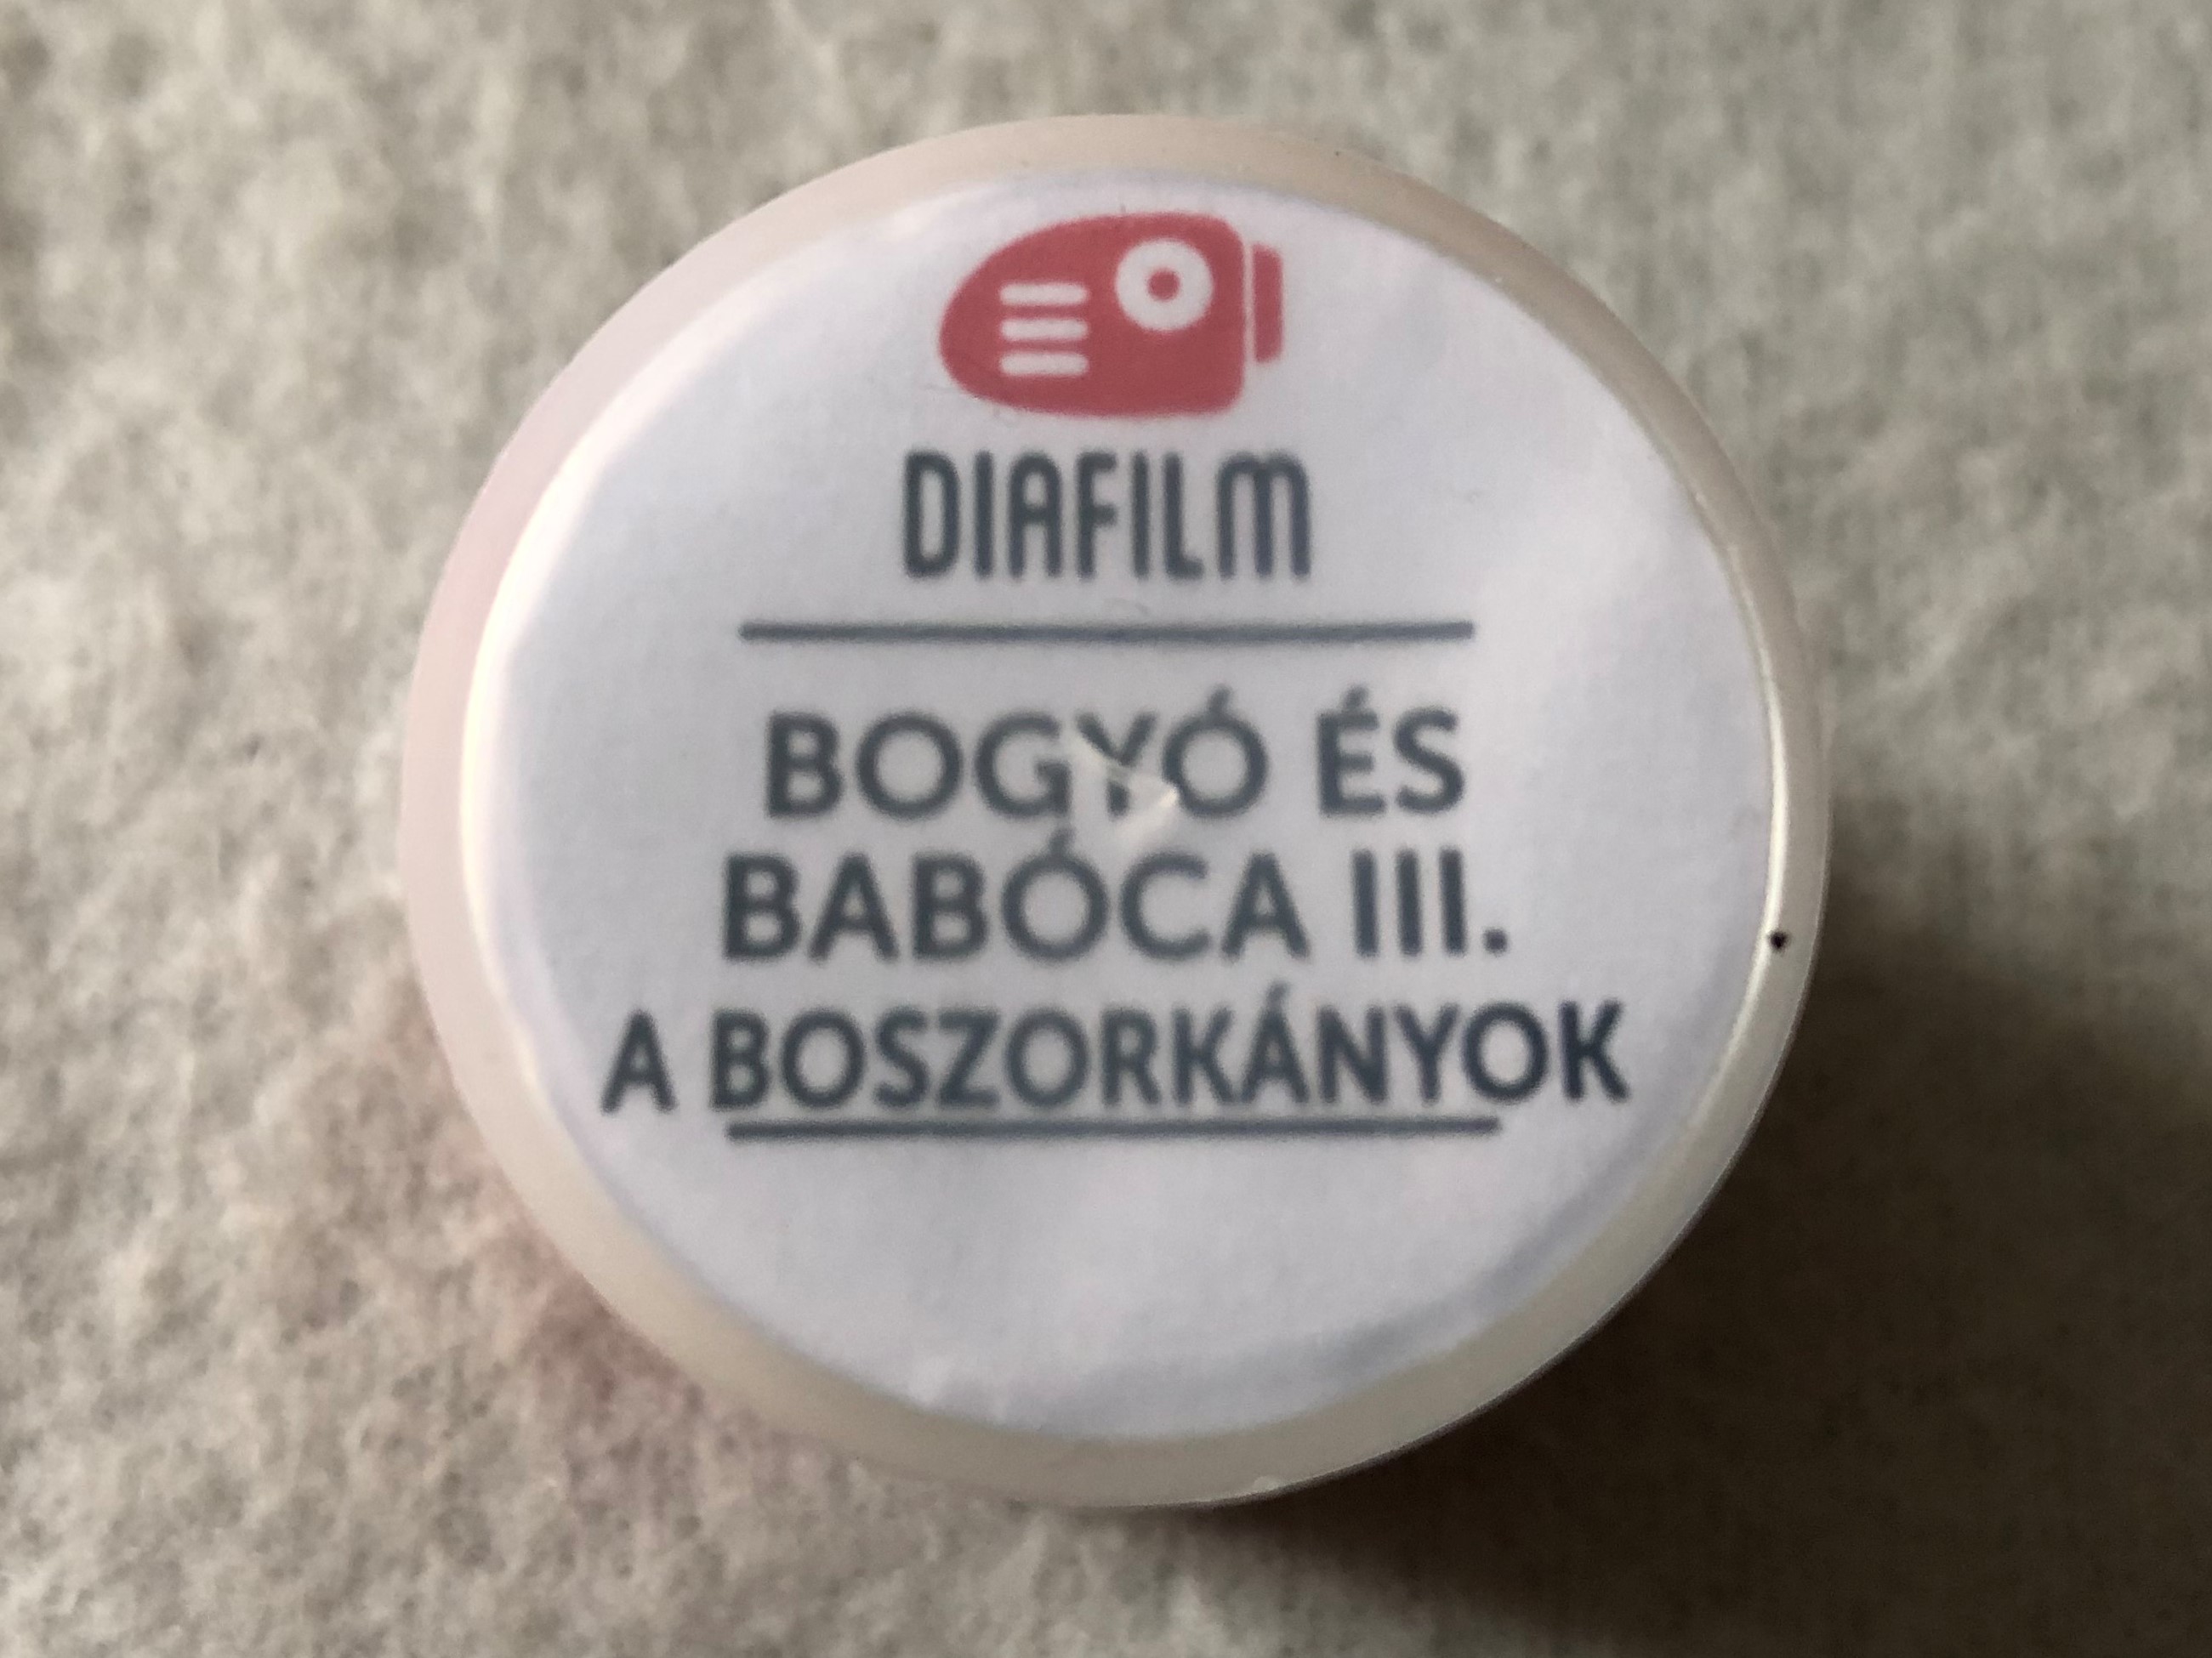 DIAFILM
BOGYÓ ÉS
BABÓCA III.
A BOSZORKÁNYOK